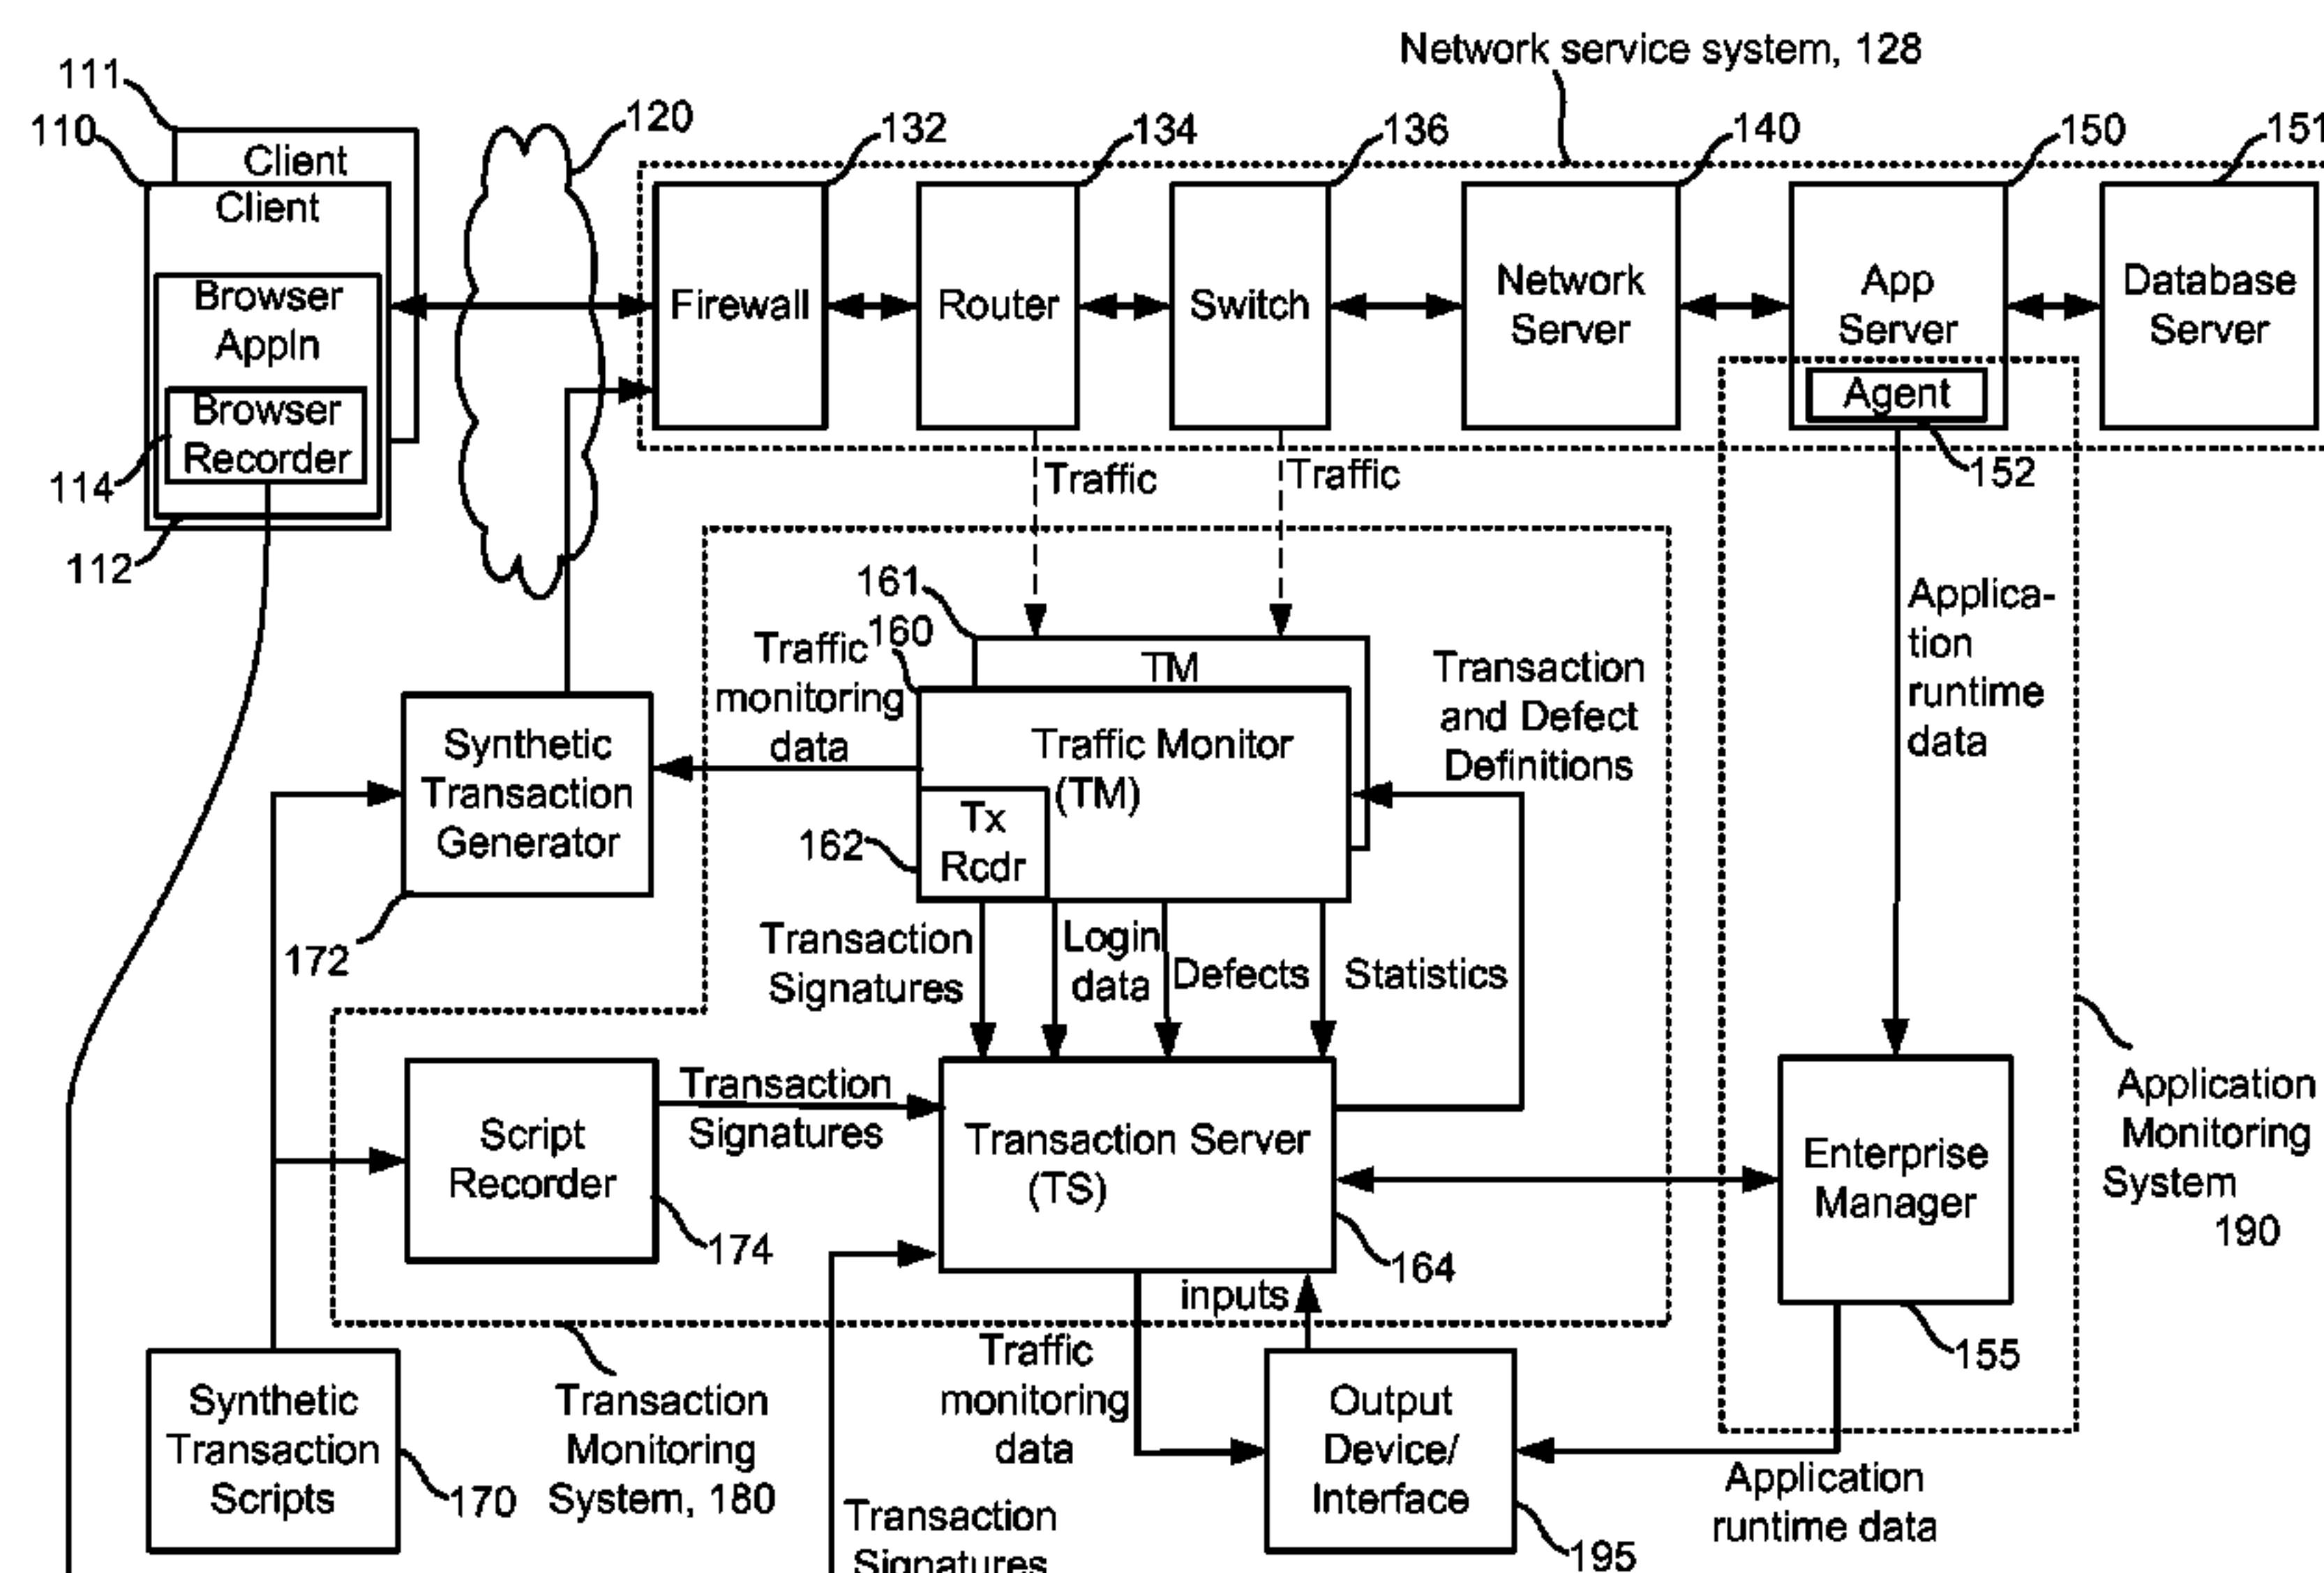 Network service system, 128
111
110
120
132
134
136
140
150
151
Client
Client
Browser
Appln
Browser
Recorder
114
112
Firewall
Router
Switch
Network
Server
App
Server
Agent
152
Database
Server
Traffic
Traffic
161
160
Traffic
monitoring
data
TM
Traffic Monitor
(TM)
Tx
Rcdr
162
Transaction
and Defect
Definitions
Applica-
tion
runtime
data
Synthetic
Transaction
Generator
172
Transaction
Signatures
Login
data
Defects
Statistics
Script
Recorder
174
Transaction
Signatures
Transaction Server
(TS)
164
Enterprise
Manager
155
Application
Monitoring
System
190
inputs
Synthetic
Transaction
Scripts
170
Transaction
Monitoring
System, 180
Traffic
monitoring
data
Output
Device/
Interface
195
Application
runtime data
Transaction
Signatures